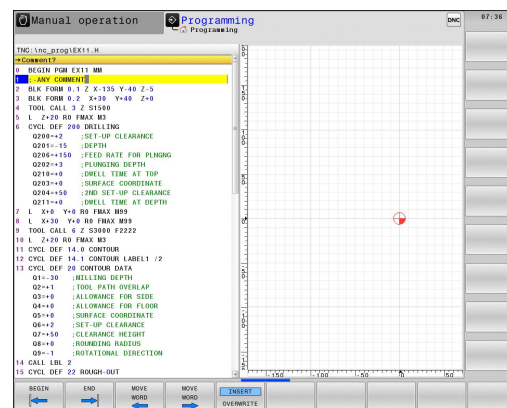 Manual operation
Programming
Programming
DNC
07:36
TNC:\nc_prog\EX11.H
→Comment?
0 BEGIN PGM EX11 MM
1 ;-ANY COMMENT
2 BLK FORM 0.1 Z X-135 Y-40 Z-5
3 BLK FORM 0.2 X+30 Y+40 Z+0
4 TOOL CALL 3 Z S1500
5 L Z+20 R0 FMAX M3
6 CYCL DEF 200 DRILLING
Q200=+2 ;SET-UP CLEARANCE
Q201=-15 ;DEPTH
Q206=+150 ;FEED RATE FOR PLNGNG
Q202=+3 ;PLUNGING DEPTH
Q210=+0 ;DWELL TIME AT TOP
Q203=+0 ;SURFACE COORDINATE
Q204=+50 ;2ND SET-UP CLEARANCE
Q211=+0 ;DWELL TIME AT DEPTH
7 L X+0 Y+0 R0 FMAX M99
8 L X+30 Y+0 R0 FMAX M99
9 TOOL CALL 6 Z S3000 F2222
10 L Z+20 R0 FMAX M3
11 CYCL DEF 14.0 CONTOUR
12 CYCL DEF 14.1 CONTOUR LABEL1 /2
13 CYCL DEF 20 CONTOUR DATA
Q1=-30 ;MILLING DEPTH
Q2=+1 ;TOOL PATH OVERLAP
Q3=+0 ;ALLOWANCE FOR SIDE
Q4=+0 ;ALLOWANCE FOR FLOOR
Q5=+0 ;SURFACE COORDINATE
Q6=+2 ;SET-UP CLEARANCE
Q7=+50 ;CLEARANCE HEIGHT
Q8=+0 ;ROUNDING RADIUS
Q9=-1 ;ROTATIONAL DIRECTION
14 CALL LBL 2
15 CYCL DEF 22 ROUGH-OUT
-150 -100 -50 0 50
BEGIN
END
MOVE WORD
MOVE WORD
INSERT
OVERWRITE